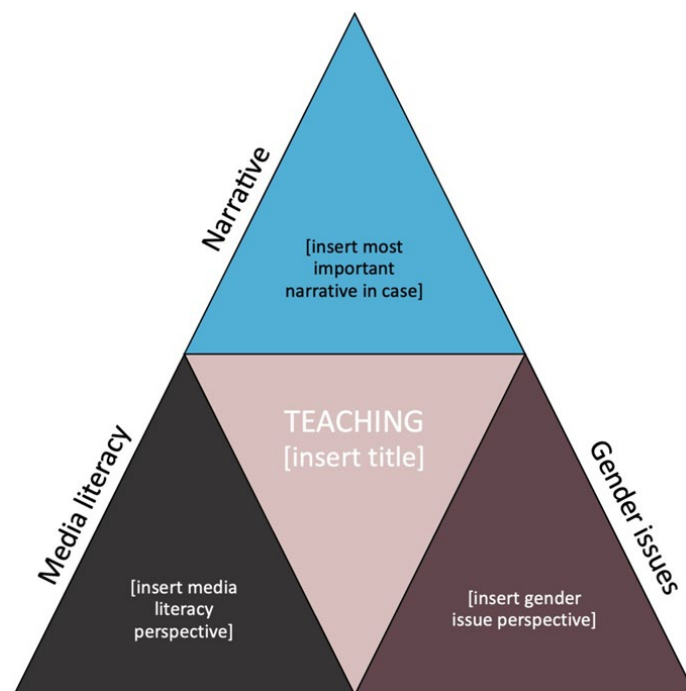 Narrative
[insert most
important
narrative in case]
TEACHING
[insert title]
Media literacy
Gender issues
[insert media
literacy
perspective]
[insert gender
issue perspective]